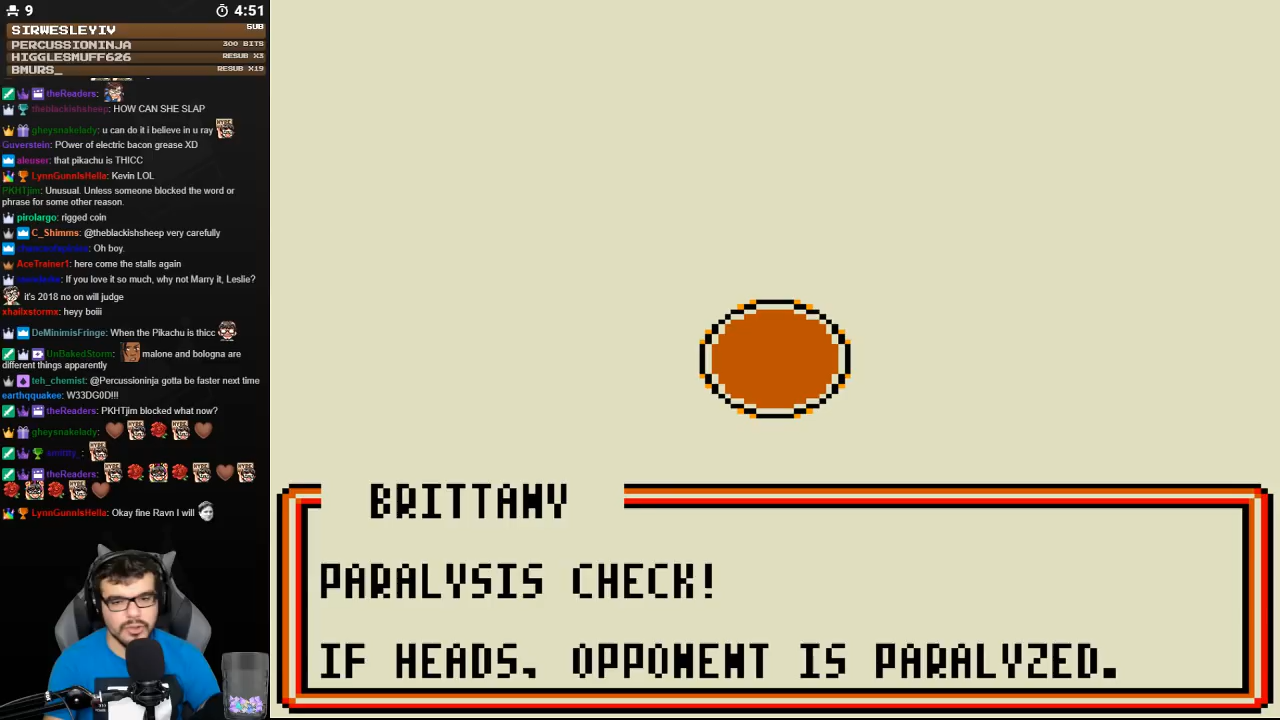 9 4:51
SIRWESLEYIV SUB
PERCUSSIONINJA 300 BITS
HIGGLESMUFF626 RESUB X3
BMURS_ RESUB X19
theReaders:
theblackishsheep: HOW CAN SHE SLAP
gheysnakelady: u can do it i believe in u ray
Guverstein: POwer of electric bacon grease XD
aleuser: that pikachu is THICC
LynnGunnIsHella: Kevin LOL
PKHTjim: Unusual. Unless someone blocked the word or
phrase for some other reason.
pirolargo: rigged coin
C_Shimms: @theblackishsheep very carefully
Oh boy.
AceTrainer1: here come the stalls again
If you love it so much, why not Marry it, Leslie?
it's 2018 no on will judge
xhailxstormx: heyy boiii
DeMinimisFringe: When the Pikachu is thicc
UnBakedStorm: malone and bologna are
different things apparently
teh_chemist: @Percussioninja gotta be faster next time
earthqquakee: W33DG0D!!!
theReaders: PKHTjim blocked what now?
gheysnakelady:
theReaders:
LynnGunnIsHella: Okay fine Ravn I will
BRITTANY
PARALYSIS CHECK!
IF HEADS, OPPONENT IS PARALYZED.